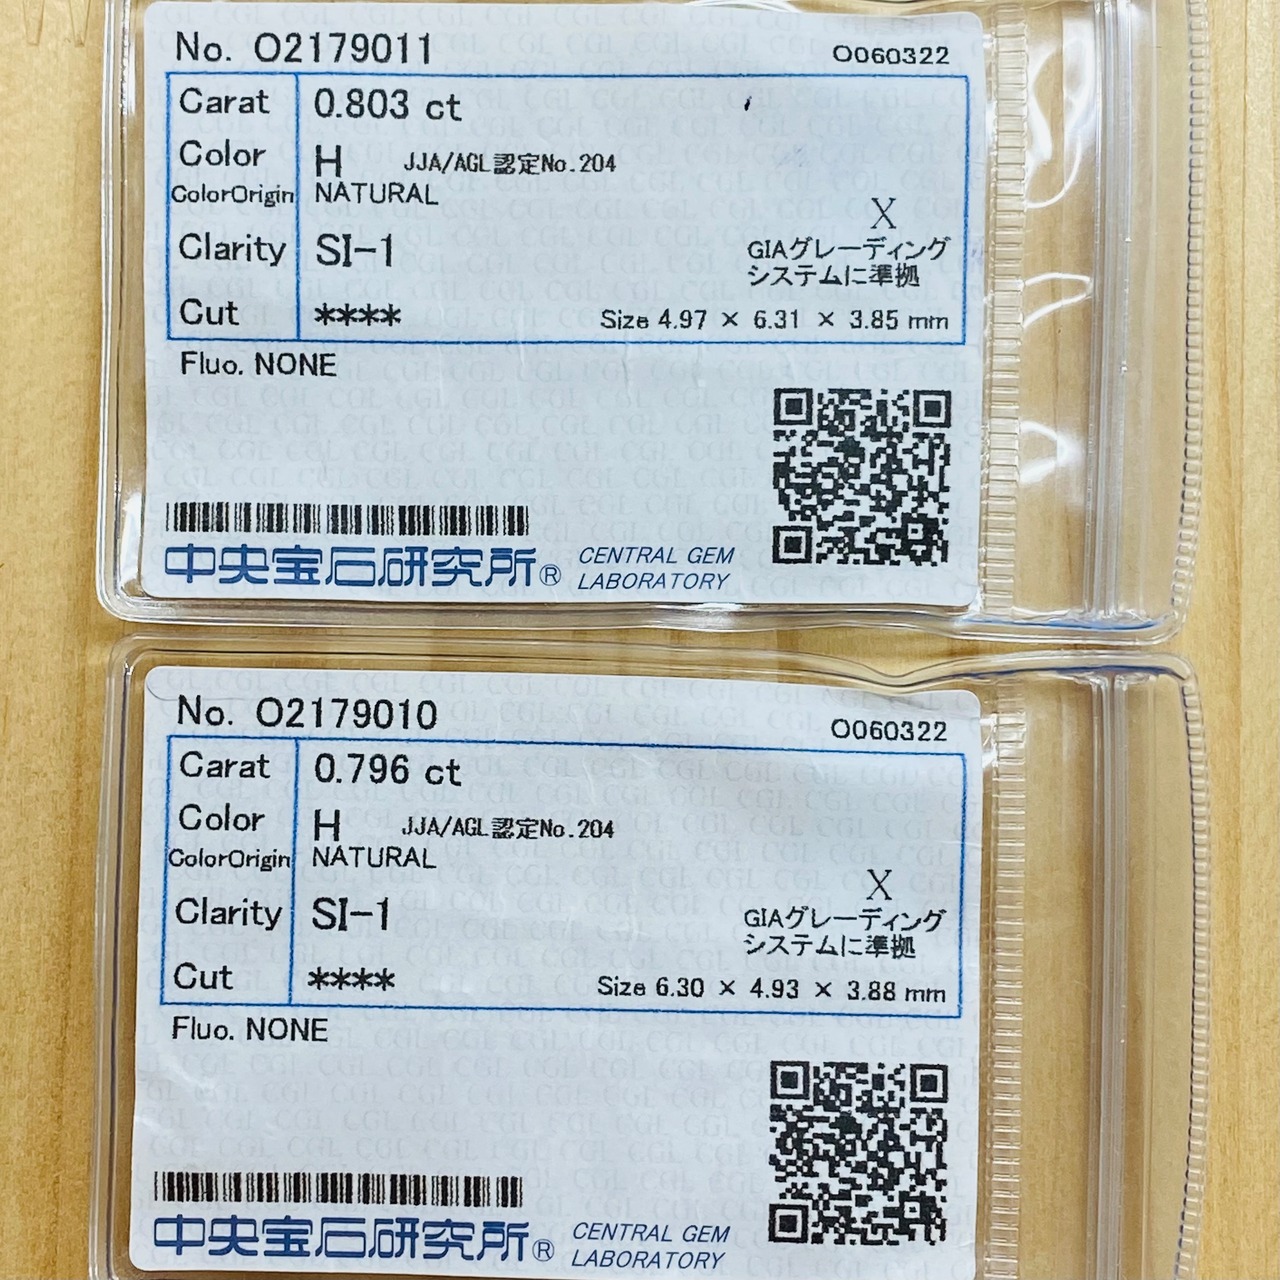 No. O2179011
O060322
Carat 0.803 ct
Color H JJA/AGL認定No.204
ColorOrigin NATURAL
X
Clarity SI-1 GIAグレーディング
システムに準拠
Cut **** Size 4.97 × 6.31 × 3.85 mm
Fluo. NONE
中央宝石研究所® CENTRAL GEM
LABORATORY
No. O2179010
O060322
Carat 0.796 ct
Color H JJA/AGL認定No.204
ColorOrigin NATURAL
X
Clarity SI-1 GIAグレーディング
システムに準拠
Cut **** Size 6.30 × 4.93 × 3.88 mm
Fluo. NONE
中央宝石研究所® CENTRAL GEM
LABORATORY